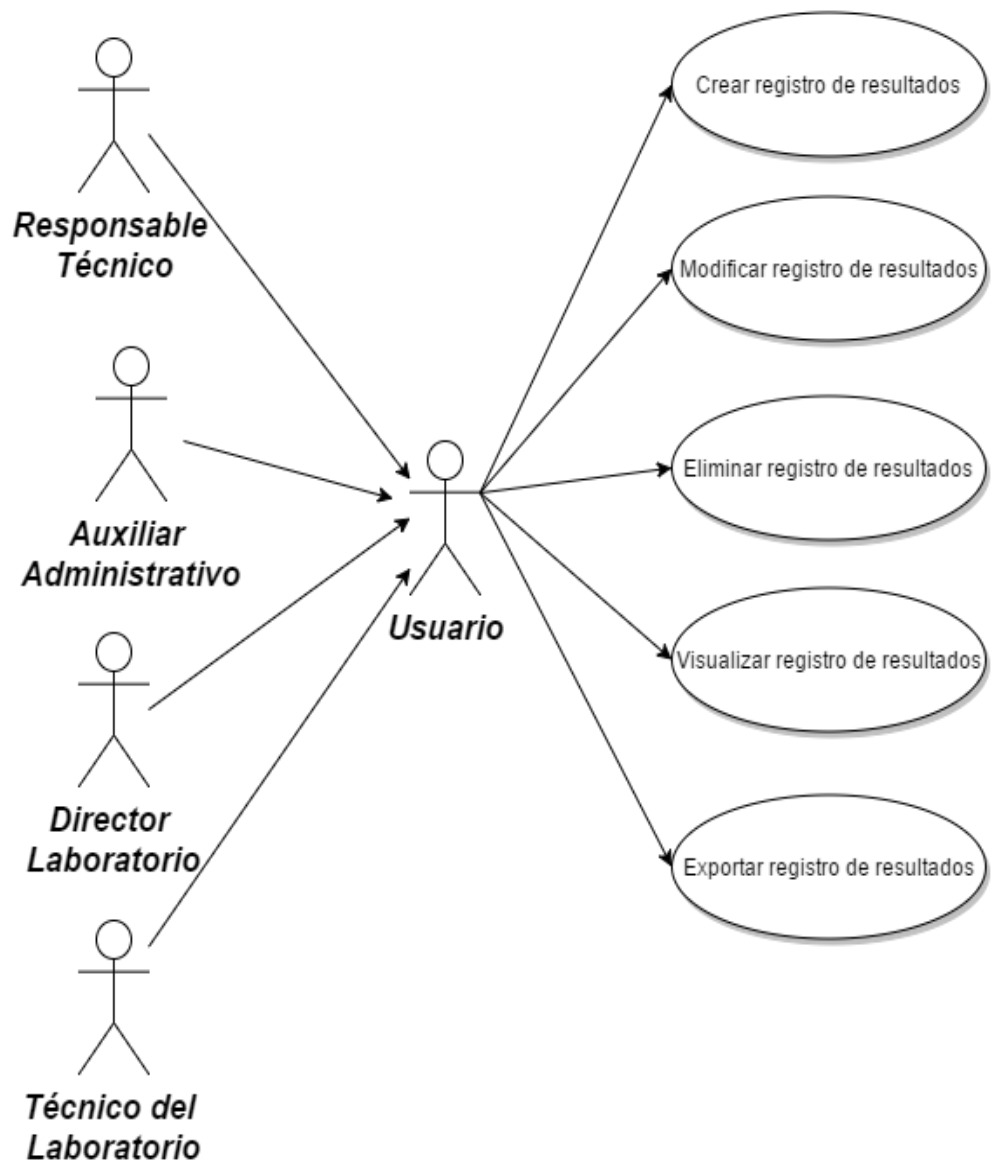 Responsable
Técnico
Auxiliar
Administrativo
Director
Laboratorio
Técnico del
Laboratorio
Usuario
Crear registro de resultados
Modificar registro de resultados
Eliminar registro de resultados
Visualizar registro de resultados
Exportar registro de resultados